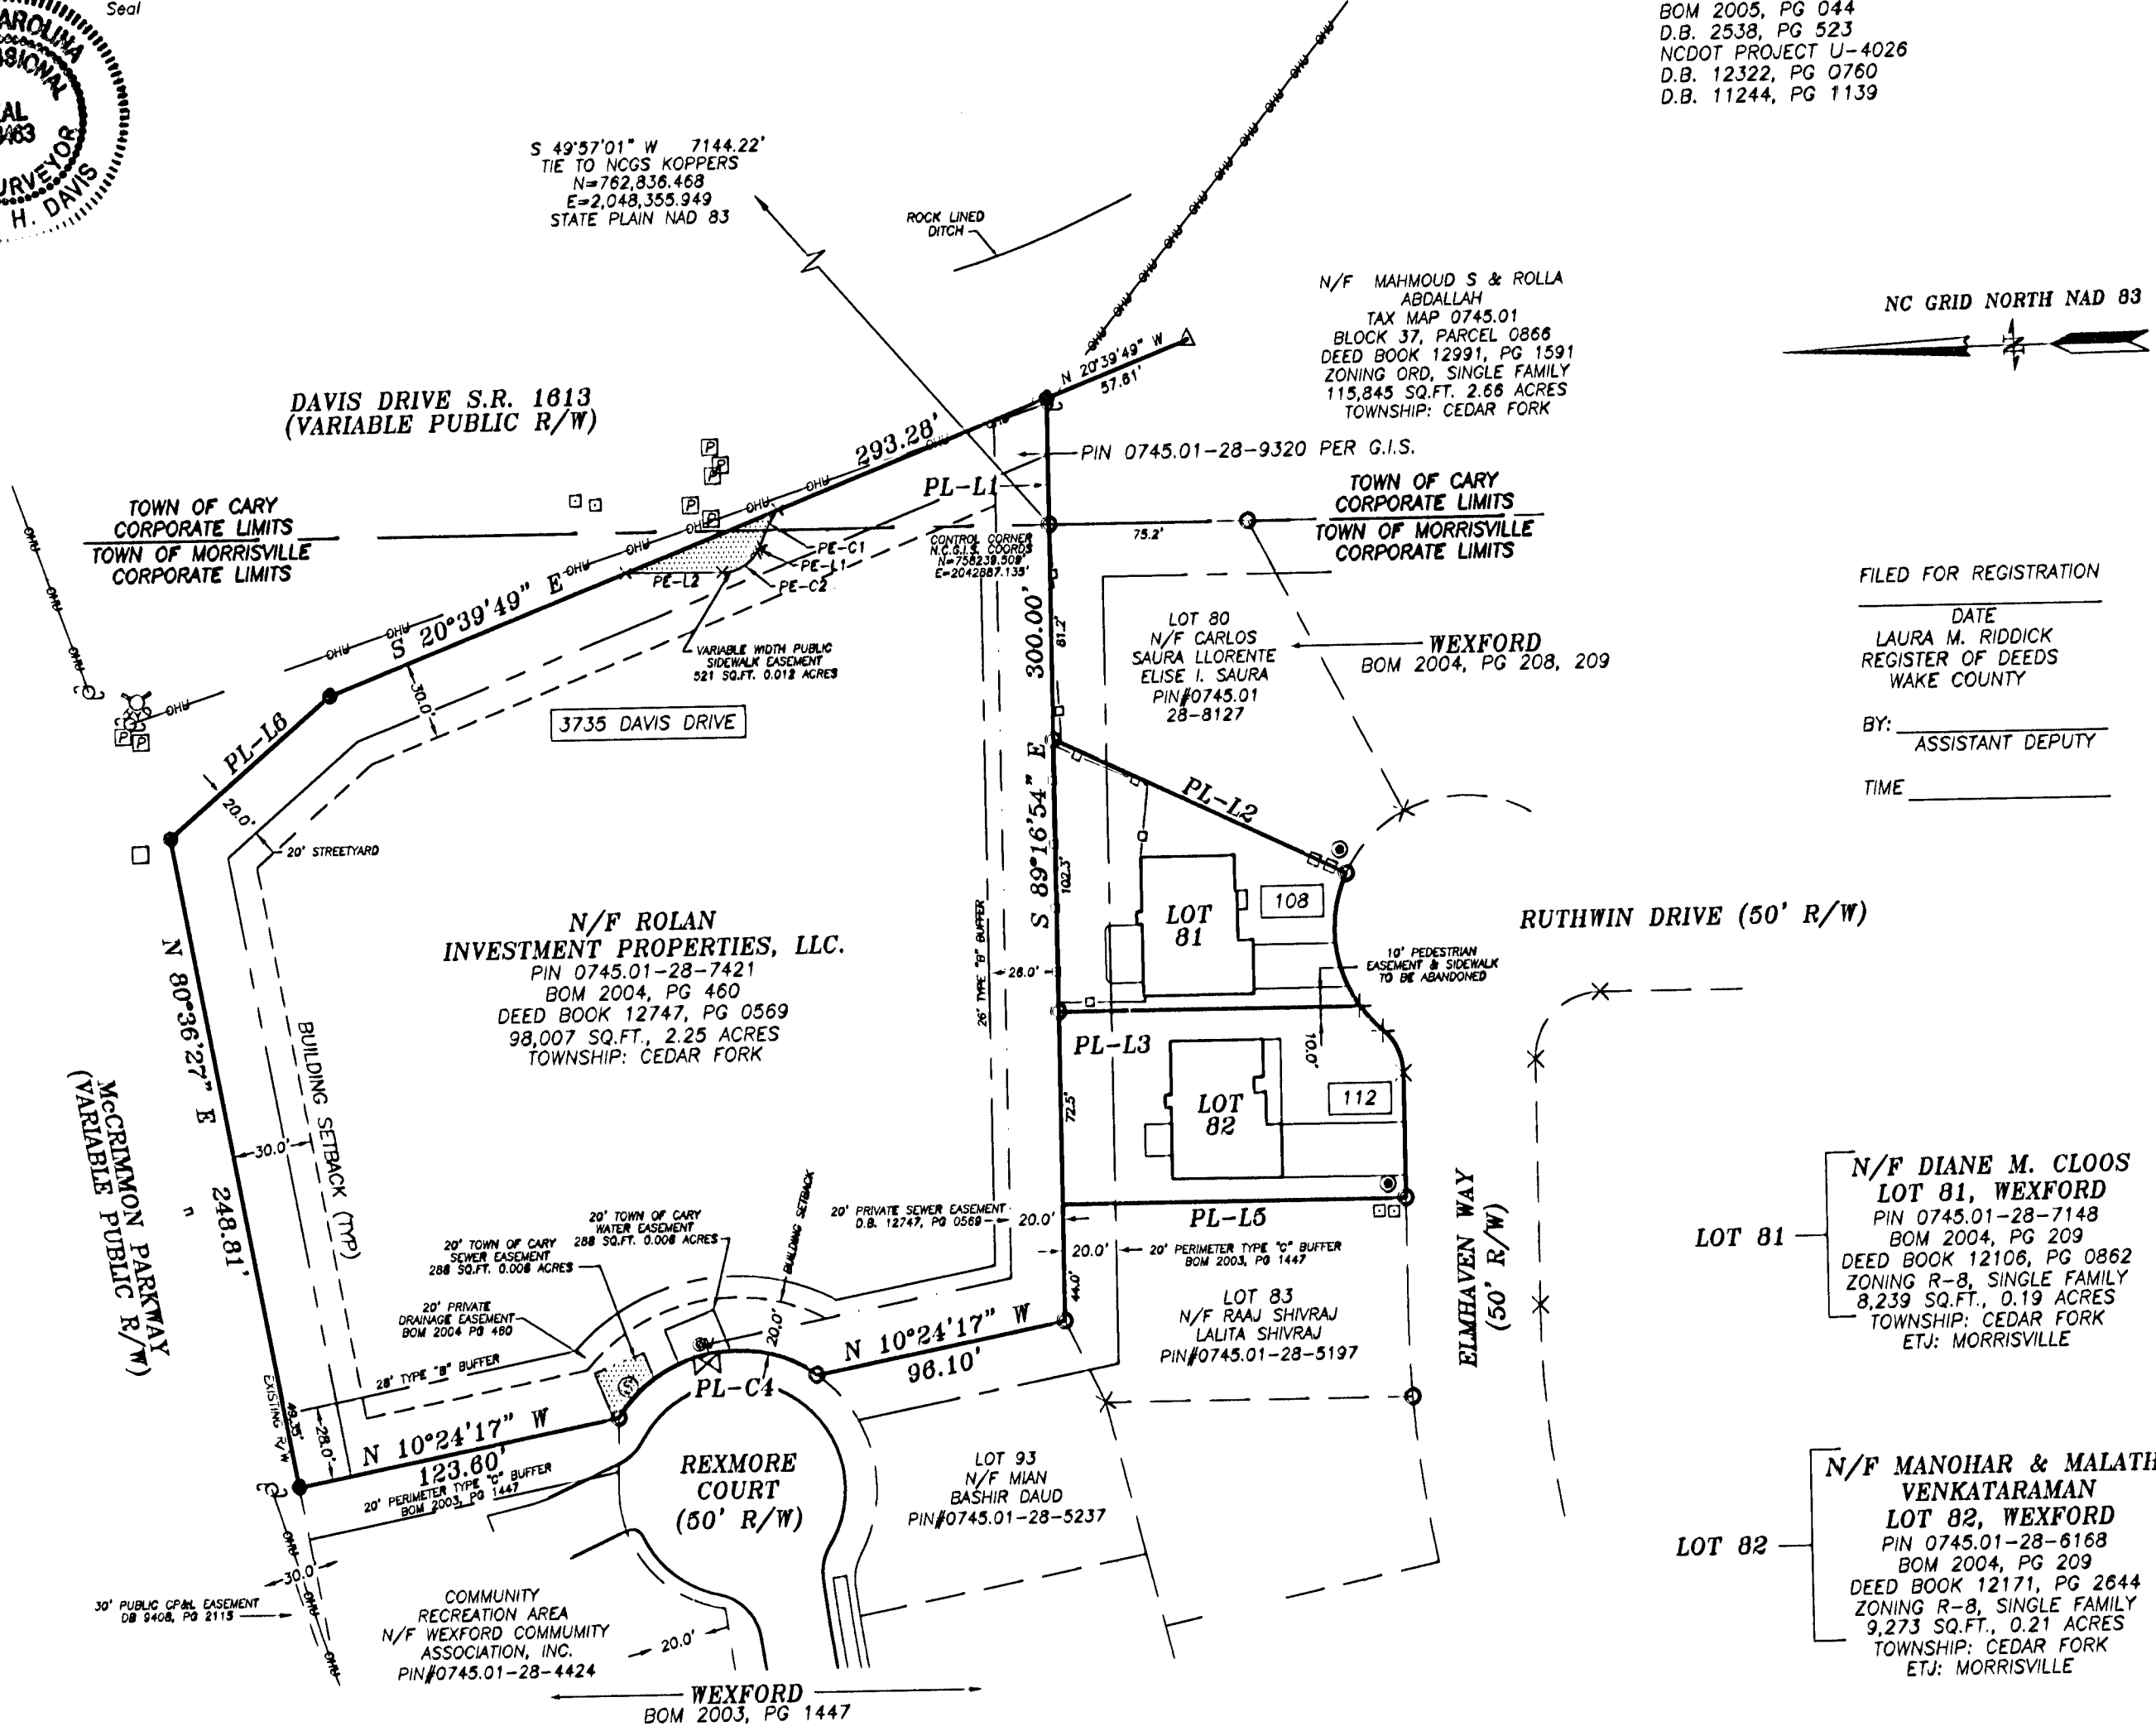 Seal
CAROLINA
SEAL
SURVEYOR
H. DAVIS
BOM 2005, PG 044
D.B. 2538, PG 523
NCDOT PROJECT U-4026
D.B. 12322, PG 0760
D.B. 11244, PG 1139
S 49°57'01" W 7144.22'
TIE TO NCGS KOPPERS
N=762,836.468
E=2,048,355.949
STATE PLAIN NAD 83
ROCK LINED
DITCH
OHU
N/F MAHMOUD S & ROLLA
ABDALLAH
TAX MAP 0745.01
BLOCK 37, PARCEL 0866
DEED BOOK 12991, PG 1591
ZONING ORD, SINGLE FAMILY
115,845 SQ.FT. 2.66 ACRES
TOWNSHIP: CEDAR FORK
NC GRID NORTH NAD 83
N
N 20°39'49" W
57.61'
DAVIS DRIVE S.R. 1613
(VARIABLE PUBLIC R/W)
293.28'
PIN 0745.01-28-9320 PER G.I.S.
PL-L1
TOWN OF CARY
CORPORATE LIMITS
TOWN OF MORRISVILLE
CORPORATE LIMITS
TOWN OF CARY
CORPORATE LIMITS
TOWN OF MORRISVILLE
CORPORATE LIMITS
75.2'
CONTROL CORNER
N.C.G.I.S. COORDS
N=758239.509'
E=2042887.135'
PE-C1
PE-L1
PE-C2
PE-L2
S 20°39'49" E
VARIABLE WIDTH PUBLIC
SIDEWALK EASEMENT
521 SQ.FT. 0.012 ACRES
30.0'
3735 DAVIS DRIVE
300.00'
81.2'
LOT 80
N/F CARLOS
SAURA LLORENTE
ELISE I. SAURA
PIN#0745.01
28-8127
WEXFORD
BOM 2004, PG 208, 209
FILED FOR REGISTRATION
DATE
LAURA M. RIDDICK
REGISTER OF DEEDS
WAKE COUNTY
BY:
ASSISTANT DEPUTY
TIME
PL-L6
20.0'
20' STREETYARD
PL-L2
S 89°16'54" E
102.3'
LOT
81
108
RUTHWIN DRIVE (50' R/W)
10' PEDESTRIAN
EASEMENT & SIDEWALK
TO BE ABANDONED
10.0'
N/F ROLAN
INVESTMENT PROPERTIES, LLC.
PIN 0745.01-28-7421
BOM 2004, PG 460
DEED BOOK 12747, PG 0569
98,007 SQ.FT., 2.25 ACRES
TOWNSHIP: CEDAR FORK
26' TYPE "B" BUFFER
26.0'
PL-L3
72.5'
LOT
82
112
N 80°36'27" E
248.81'
BUILDING SETBACK (TYP)
30.0'
McCRIMMON PARKWAY
(VARIABLE PUBLIC R/W)
PL-L5
ELMHAVEN WAY
(50' R/W)
20' PRIVATE SEWER EASEMENT
D.B. 12747, PG 0569
20.0'
20.0'
20' PERIMETER TYPE "C" BUFFER
BOM 2003, PG 1447
44.0'
BUILDING SETBACK
20' TOWN OF CARY
WATER EASEMENT
288 SQ.FT. 0.006 ACRES
20' TOWN OF CARY
SEWER EASEMENT
288 SQ.FT. 0.006 ACRES
20' PRIVATE
DRAINAGE EASEMENT
BOM 2004 PG 460
28' TYPE "B" BUFFER
20.0'
PL-C4
N 10°24'17" W
96.10'
LOT 83
N/F RAAJ SHIVRAJ
LALITA SHIVRAJ
PIN#0745.01-28-5197
LOT 81
N/F DIANE M. CLOOS
LOT 81, WEXFORD
PIN 0745.01-28-7148
BOM 2004, PG 209
DEED BOOK 12106, PG 0862
ZONING R-8, SINGLE FAMILY
8,239 SQ.FT., 0.19 ACRES
TOWNSHIP: CEDAR FORK
ETJ: MORRISVILLE
EXISTING R/W
49.35'
28.0'
N 10°24'17" W
123.60'
20' PERIMETER TYPE "C" BUFFER
BOM 2003, PG 1447
REXMORE
COURT
(50' R/W)
LOT 93
N/F MIAN
BASHIR DAUD
PIN#0745.01-28-5237
LOT 82
N/F MANOHAR & MALATH
VENKATARAMAN
LOT 82, WEXFORD
PIN 0745.01-28-6168
BOM 2004, PG 209
DEED BOOK 12171, PG 2644
ZONING R-8, SINGLE FAMILY
9,273 SQ.FT., 0.21 ACRES
TOWNSHIP: CEDAR FORK
ETJ: MORRISVILLE
30.0'
30' PUBLIC CP&L EASEMENT
DB 9408, PG 2115
COMMUNITY
RECREATION AREA
N/F WEXFORD COMMUNITY
ASSOCIATION, INC.
PIN#0745.01-28-4424
20.0'
WEXFORD
BOM 2003, PG 1447